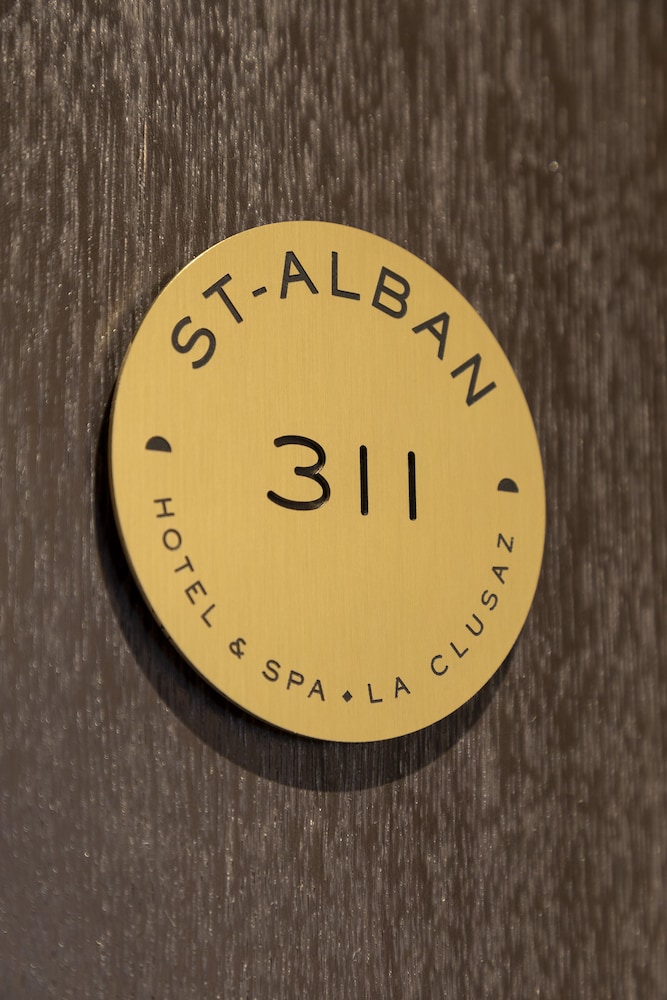 ST-ALBAN
311
HOTEL & SPA ♦ LA CLUSAZ